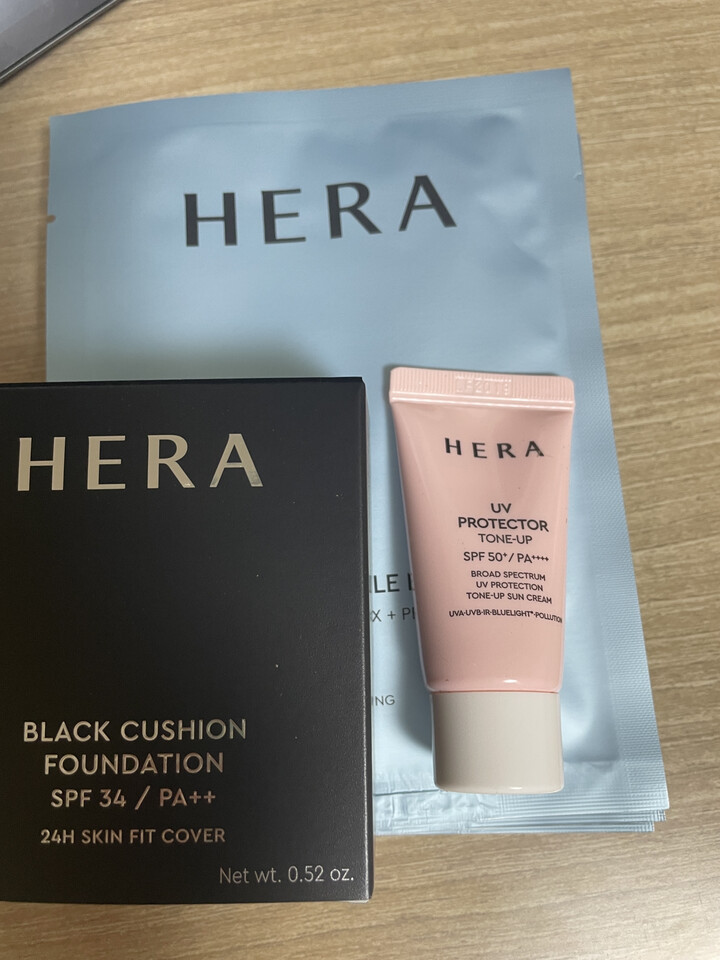 HERA
HERA
BLACK CUSHION
FOUNDATION
SPF 34 / PA++
24H SKIN FIT COVER
Net wt. 0.52 oz.
HERA
UV
PROTECTOR
TONE-UP
SPF 50+/ PA++++
BROAD SPECTRUM
UV PROTECTION
TONE-UP SUN CREAM
UVA·UVB·IR·BLUELIGHT*·POLLUTION